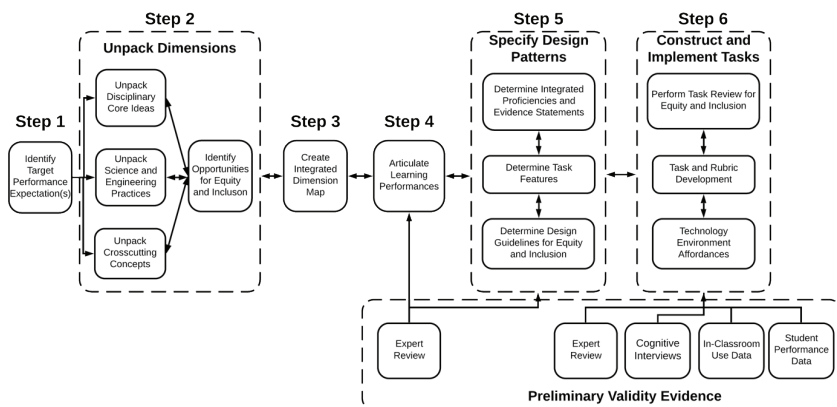 Step 1
Identify
Target
Performance
Expectation(s)
Step 2
Unpack Dimensions
Unpack
Disciplinary
Core Ideas
Unpack
Science and
Engineering
Practices
Unpack
Crosscutting
Concepts
Identify
Opportunities
for Equity
and Incluson
Step 3
Create
Integrated
Dimension
Map
Step 4
Articulate
Learning
Performances
Step 5
Specify Design
Patterns
Determine Integrated
Proficiencies and
Evidence Statements
Determine Task
Features
Determine Design
Guidelines for Equity
and Inclusion
Step 6
Construct and
Implement Tasks
Perform Task Review for
Equity and Inclusion
Task and Rubric
Development
Technology
Environment
Affordances
Expert
Review
Expert
Review
Cognitive
Interviews
In-Classroom
Use Data
Student
Performance
Data
Preliminary Validity Evidence